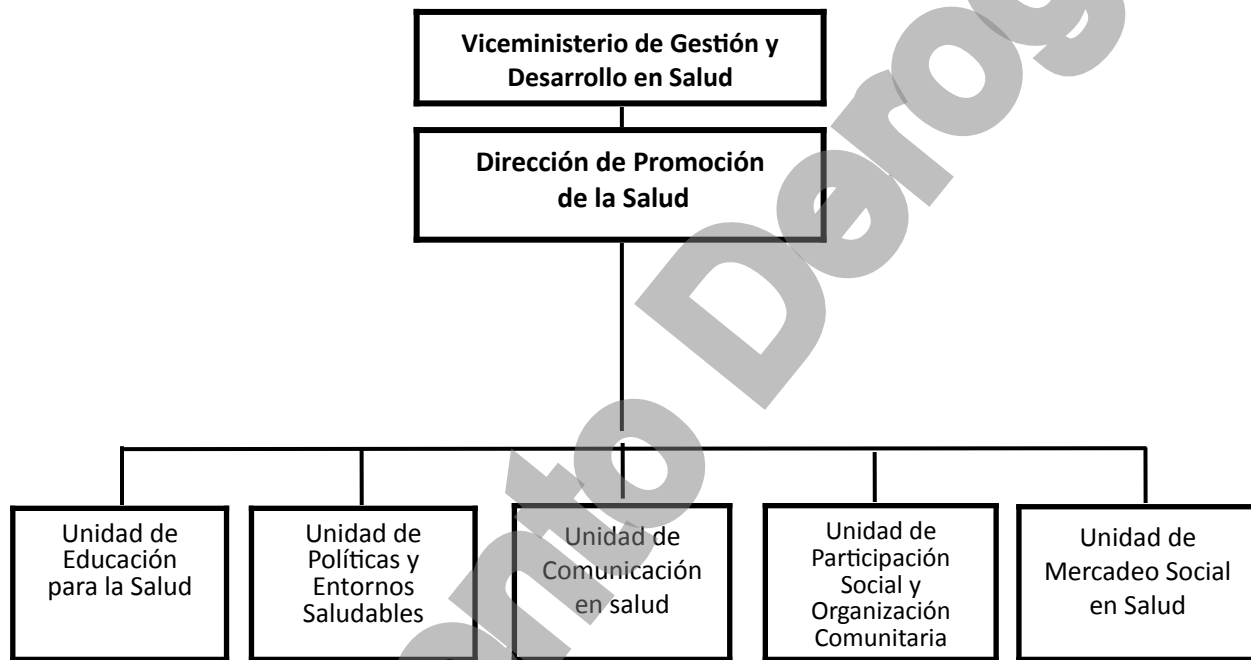 Viceministerio de Gestión y
Desarrollo en Salud
Dirección de Promoción
de la Salud
Unidad de
Educación
para la Salud
Unidad de
Políticas y
Entornos
Saludables
Unidad de
Comunicación
en salud
Unidad de
Participación
Social y
Organización
Comunitaria
Unidad de
Mercadeo Social
en Salud